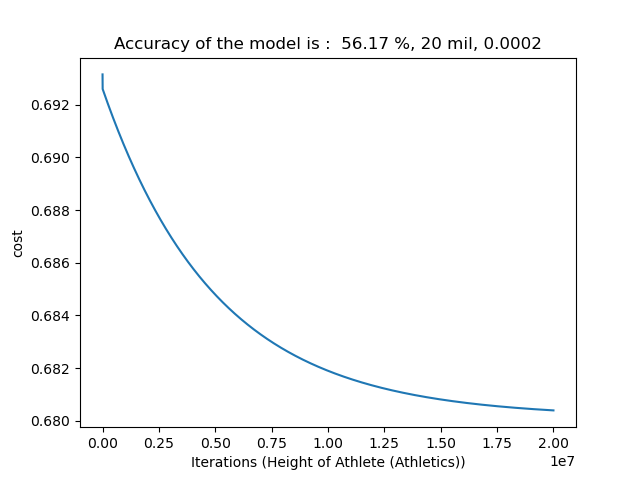 Accuracy of the model is :  56.17 %, 20 mil, 0.0002
0.692
0.690
0.688
0.686
0.684
0.682
0.680
cost
0.00 0.25 0.50 0.75 1.00 1.25 1.50 1.75 2.00
1e7
Iterations (Height of Athlete (Athletics))